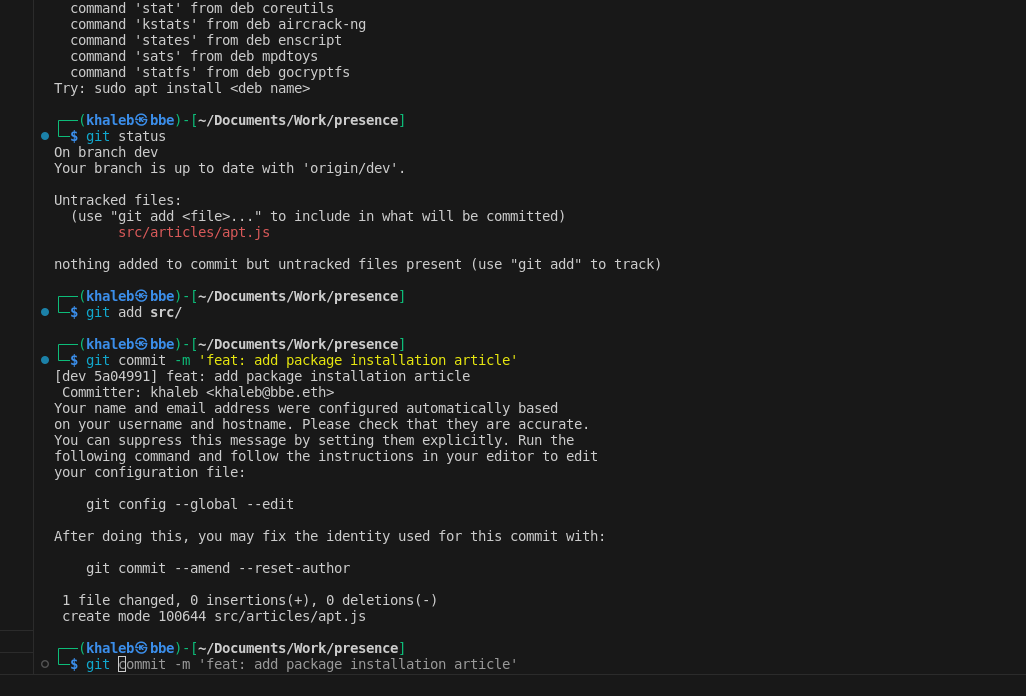 command 'stat' from deb coreutils
command 'kstats' from deb aircrack-ng
command 'states' from deb enscript
command 'sats' from deb mpdtoys
command 'statfs' from deb gocryptfs
Try: sudo apt install <deb name>
┌──(khaleb㉿bbe)-[~/Documents/Work/presence]
└─$ git status
On branch dev
Your branch is up to date with 'origin/dev'.
Untracked files:
(use "git add <file>..." to include in what will be committed)
src/articles/apt.js
nothing added to commit but untracked files present (use "git add" to track)
┌──(khaleb㉿bbe)-[~/Documents/Work/presence]
└─$ git add src/
┌──(khaleb㉿bbe)-[~/Documents/Work/presence]
└─$ git commit -m 'feat: add package installation article'
[dev 5a04991] feat: add package installation article
Committer: khaleb <khaleb@bbe.eth>
Your name and email address were configured automatically based
on your username and hostname. Please check that they are accurate.
You can suppress this message by setting them explicitly. Run the
following command and follow the instructions in your editor to edit
your configuration file:
git config --global --edit
After doing this, you may fix the identity used for this commit with:
git commit --amend --reset-author
1 file changed, 0 insertions(+), 0 deletions(-)
create mode 100644 src/articles/apt.js
┌──(khaleb㉿bbe)-[~/Documents/Work/presence]
└─$ git commit -m 'feat: add package installation article'